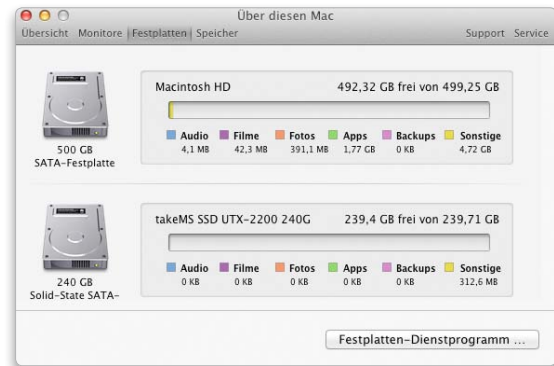 Über diesen Mac
Übersicht Monitore Festplatten Speicher Support Service
Macintosh HD 492,32 GB frei von 499,25 GB
Audio Filme Fotos Apps Backups Sonstige
4,1 MB 42,3 MB 391,1 MB 1,77 GB 0 KB 4,72 GB
500 GB
SATA-Festplatte
takeMS SSD UTX-2200 240G 239,4 GB frei von 239,71 GB
Audio Filme Fotos Apps Backups Sonstige
0 KB 0 KB 0 KB 0 KB 0 KB 312,6 MB
240 GB
Solid-State SATA-
Festplatten-Dienstprogramm ...